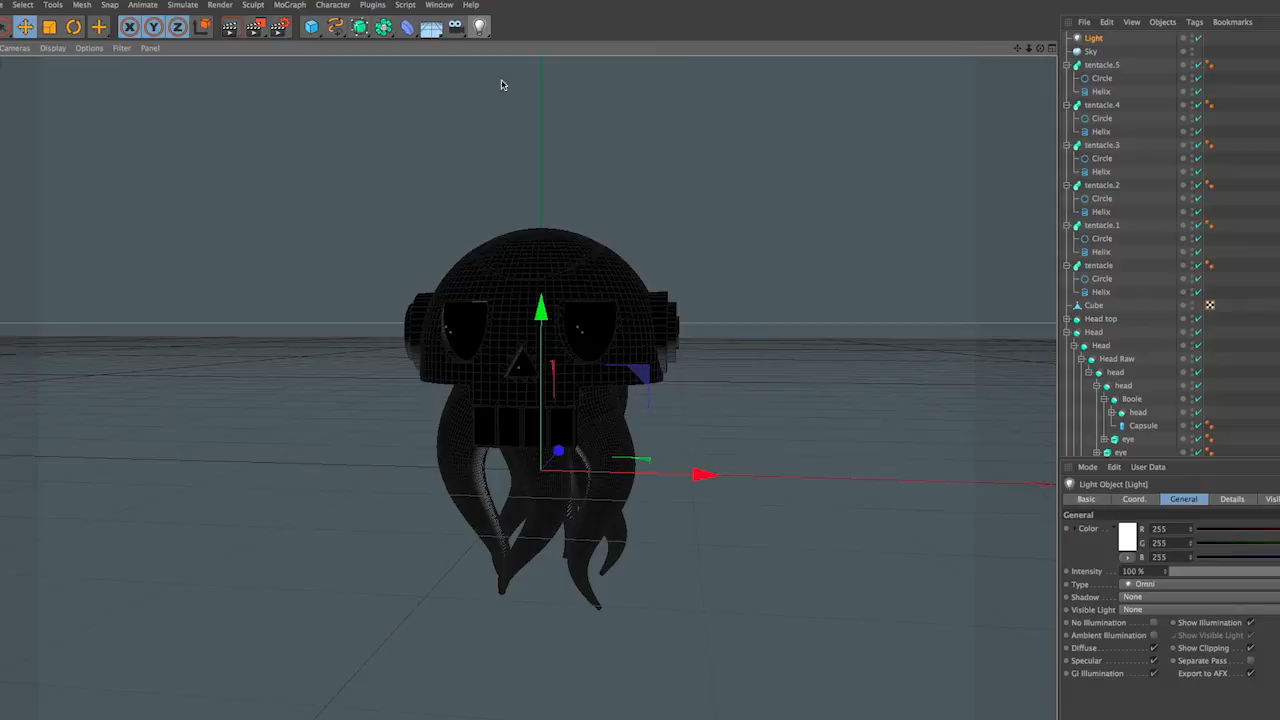 Select Tools Mesh Snap Animate Simulate Render Sculpt MoGraph Character Plugins Script Window Help
X Y Z
File Edit View Objects Tags Bookmarks
Cameras Display Options Filter Panel
Light
Sky
tentacle.5
Circle
Helix
tentacle.4
Circle
Helix
tentacle.3
Circle
Helix
tentacle.2
Circle
Helix
tentacle.1
Circle
Helix
tentacle
Circle
Helix
Cube
Head top
Head
Head
Head Raw
head
head
Boole
head
Capsule
eye
eye
Mode Edit User Data
Light Object [Light]
Basic Coord. General Details
General
Color R 255
G 255
B 255
Intensity 100 %
Type Omni
Shadow None
Visible Light None
No Illumination Show Illumination
Ambient Illumination Show Visible Light
Diffuse Show Clipping
Specular Separate Pass
GI Illumination Export to AFX